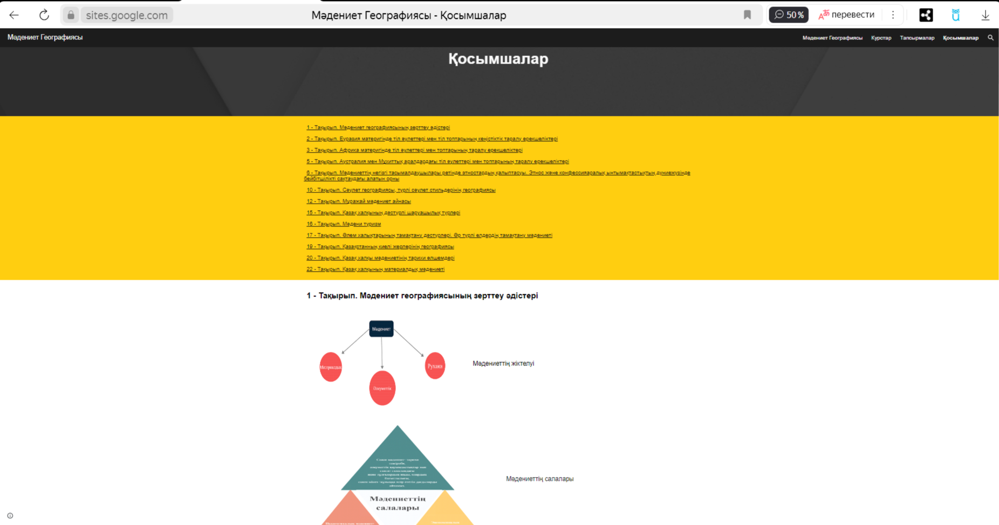 sites.google.com
Мәдениет Географиясы - Қосымшалар
50 %
перевести
Мәдениет Географиясы
Мәдениет Географиясы
Курстар
Тапсырмалар
Қосымшалар
Қосымшалар
1 - Тақырып. Мәдениет географиясының зерттеу әдістері
2 - Тақырып. Еуразия материгінде тіл әулеттері мен тіл топтарының кеңістіктік таралу ерекшеліктері
3 - Тақырып. Африка материгінде тіл әулеттері мен топтарының таралу ерекшеліктері
5 - Тақырып. Аустралия мен Мұхиттық аралдардағы тіл әулеттері мен топтарының таралу ерекшеліктері
6 - Тақырып. Мәдениеттің негізгі тасымалдаушылары ретінде этностардың қалыптасуы. Этнос және конфессияаралық ынтымақтастықтың дүниежүзінде
бейбітшілікті сақтаудағы алатын орны
10 - Тақырып. Сәулет географиясы, түрлі сәулет стильдерінің географиясы
12 - Тақырып. Мұражай мәдениет айнасы
15 - Тақырып. Қазақ халқының дәстүрлі шаруашылық түрлері
16 - Тақырып. Мәдени туризм
17 - Тақырып. Әлем халықтарының тамақтану дәстүрлері. Әр түрлі елдердің тамақтану мәдениеті
19 - Тақырып. Қазақстанның киелі жерлерінің географиясы
20 - Тақырып. Қазақ халқы мәдениетінің тарихи өлшемдері
22 - Тақырып. Қазақ халқының материалдық мәдениеті
1 - Тақырып. Мәдениет географиясының зерттеу әдістері
Мәдениет
Рухани
Әлеуметтік
Мәдениеттің жіктелуі
Мәдениеттің салалары
Мәдениеттің
салалары